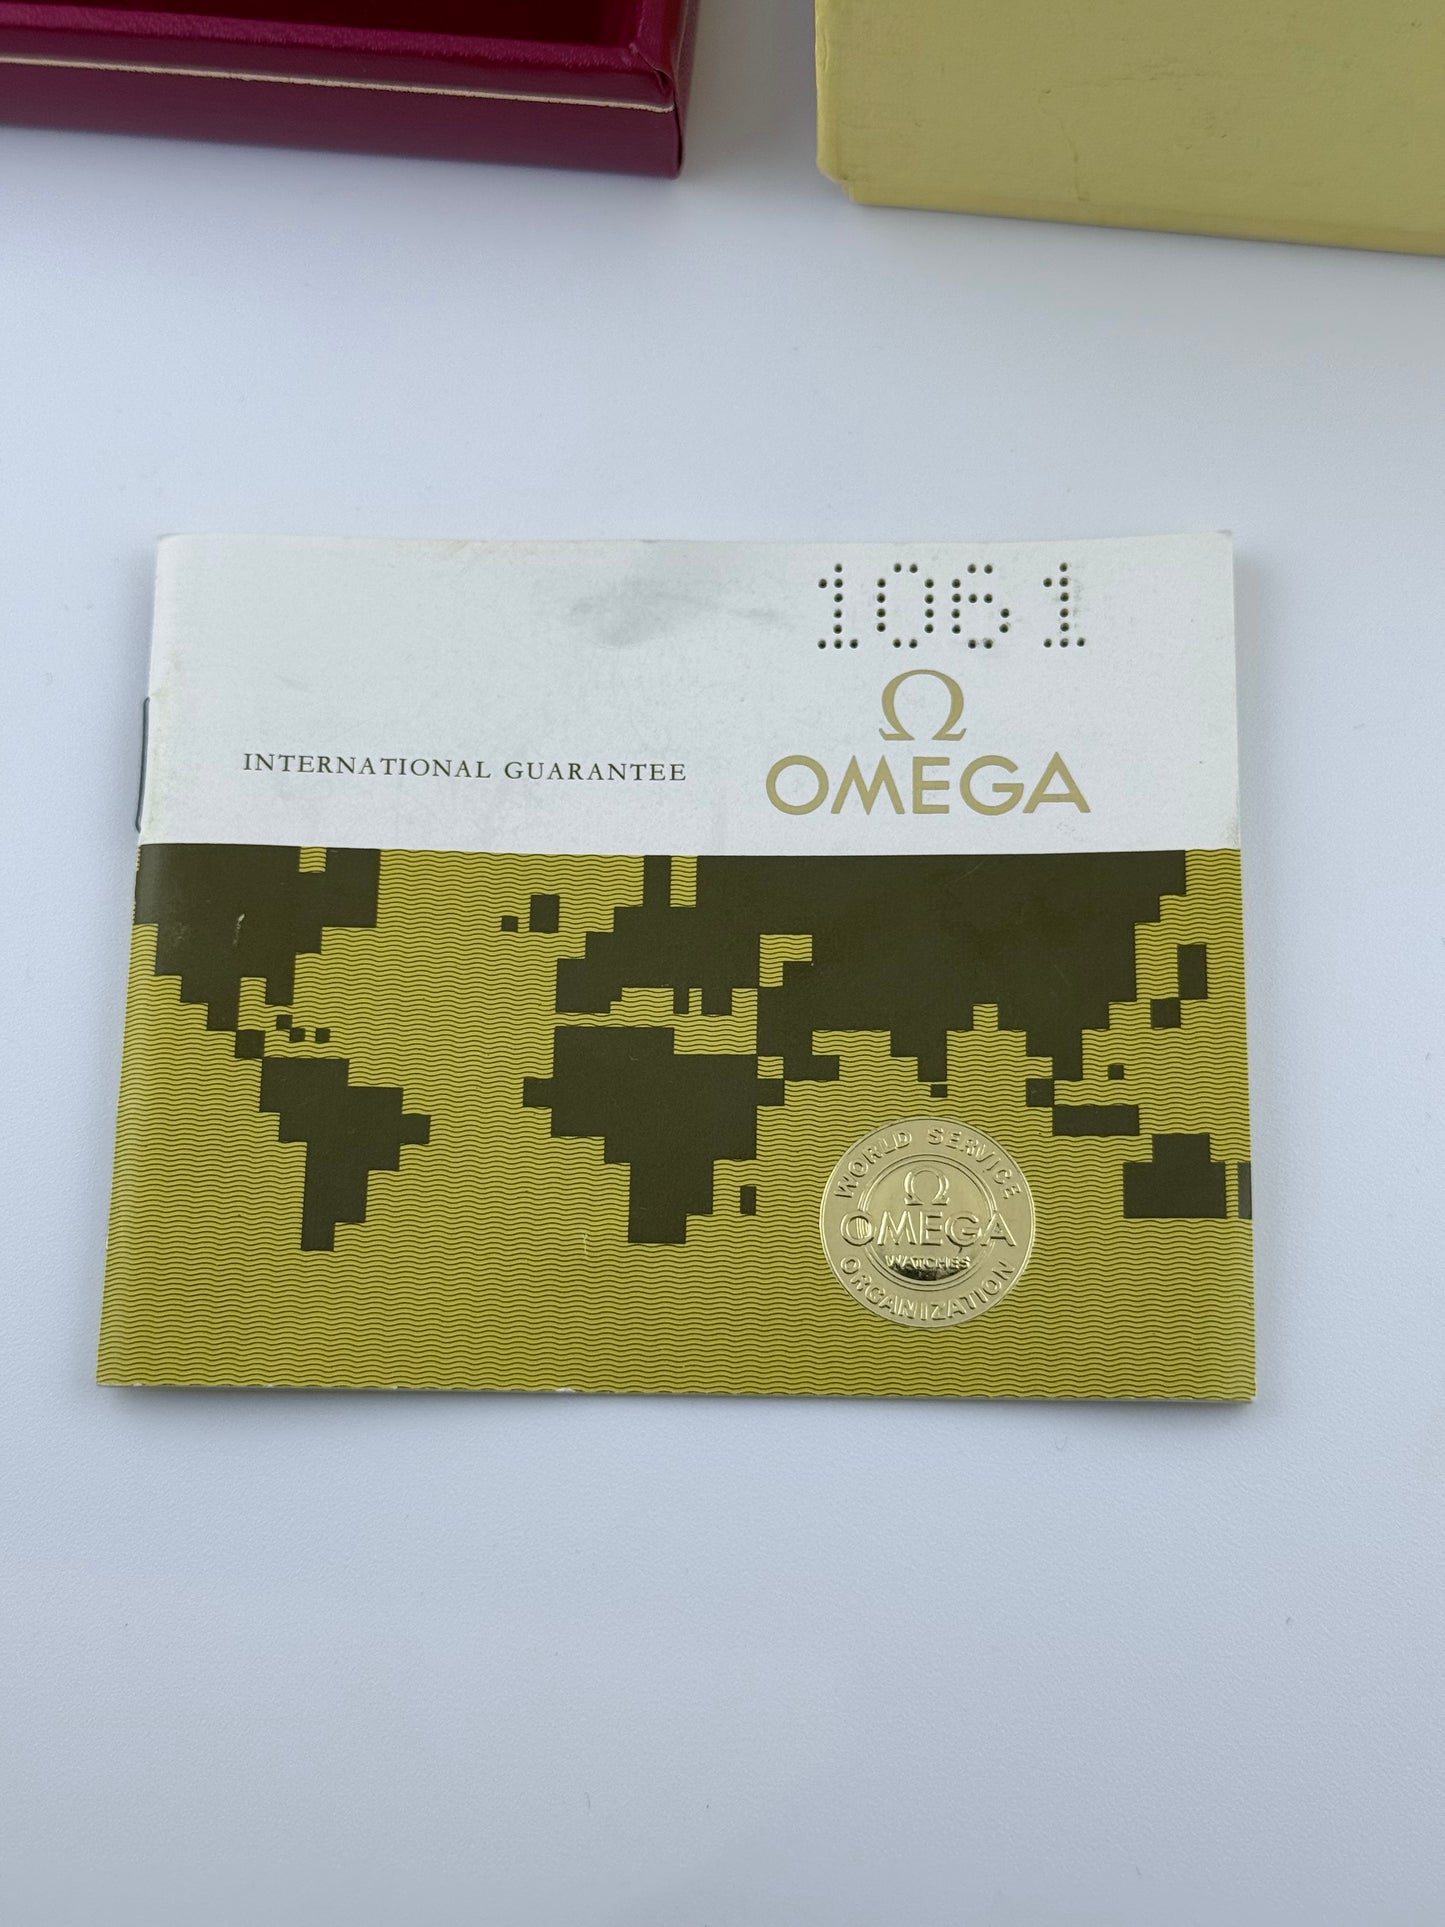 1061
Ω
OMEGA
INTERNATIONAL GUARANTEE
WORLD SERVICE
Ω
OMEGA
WATCHES
ORGANIZATION